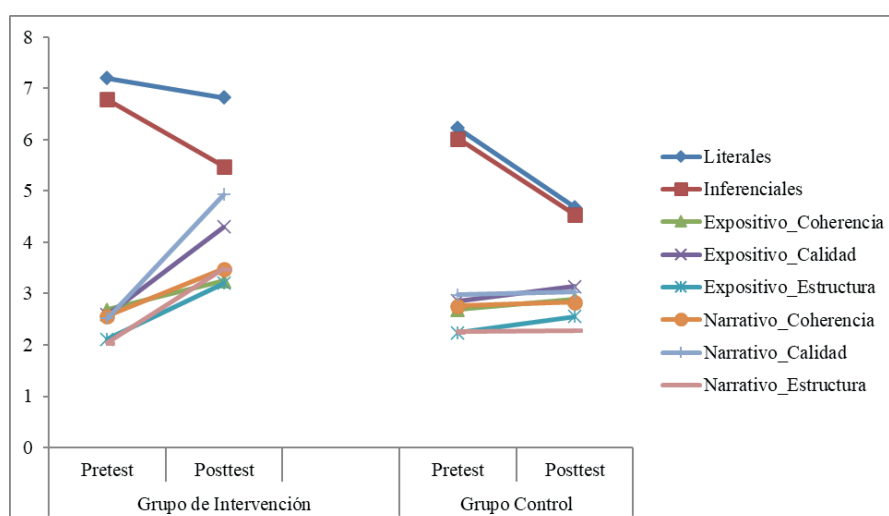 8
7
6
5
4
3
2
1
0
Pretest
Posttest
Pretest
Posttest
Grupo de Intervención
Grupo Control
Literales
Inferenciales
Expositivo_Coherencia
Expositivo_Calidad
Expositivo_Estructura
Narrativo_Coherencia
Narrativo_Calidad
Narrativo_Estructura